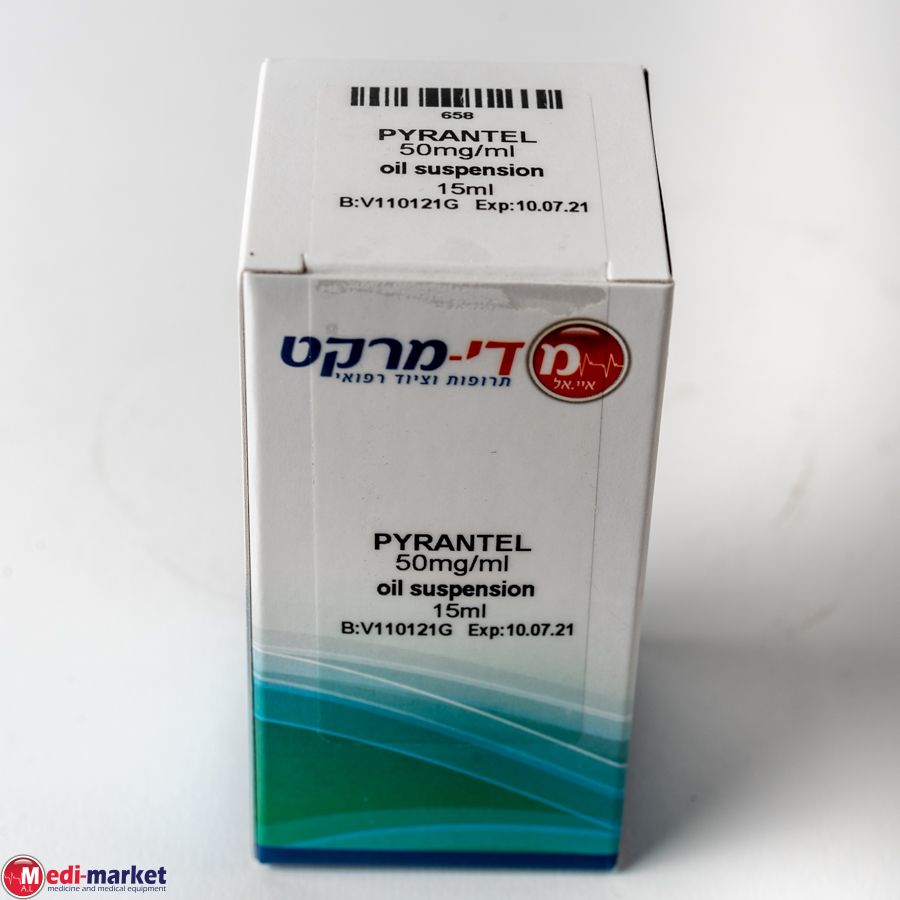 658
PYRANTEL
50mg/ml
oil suspension
15ml
B:V110121G Exp:10.07.21
מ די-מרקט
איי.אל
תרופות וציוד רפואי
PYRANTEL
50mg/ml
oil suspension
15ml
B:V110121G Exp:10.07.21
Medi-market
A.L
medicine and medical equipment